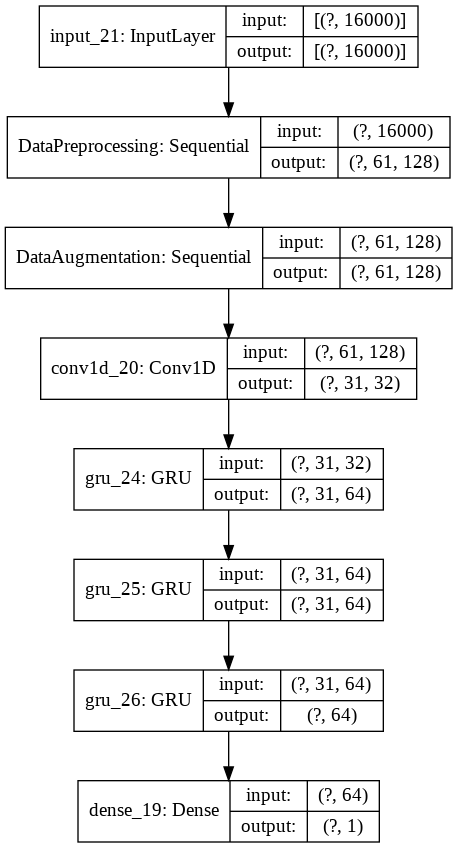 input_21: InputLayer
input: [(?, 16000)]
output: [(?, 16000)]
DataPreprocessing: Sequential
input: (?, 16000)
output: (?, 61, 128)
DataAugmentation: Sequential
input: (?, 61, 128)
output: (?, 61, 128)
conv1d_20: Conv1D
input: (?, 61, 128)
output: (?, 31, 32)
gru_24: GRU
input: (?, 31, 32)
output: (?, 31, 64)
gru_25: GRU
input: (?, 31, 64)
output: (?, 31, 64)
gru_26: GRU
input: (?, 31, 64)
output: (?, 64)
dense_19: Dense
input: (?, 64)
output: (?, 1)